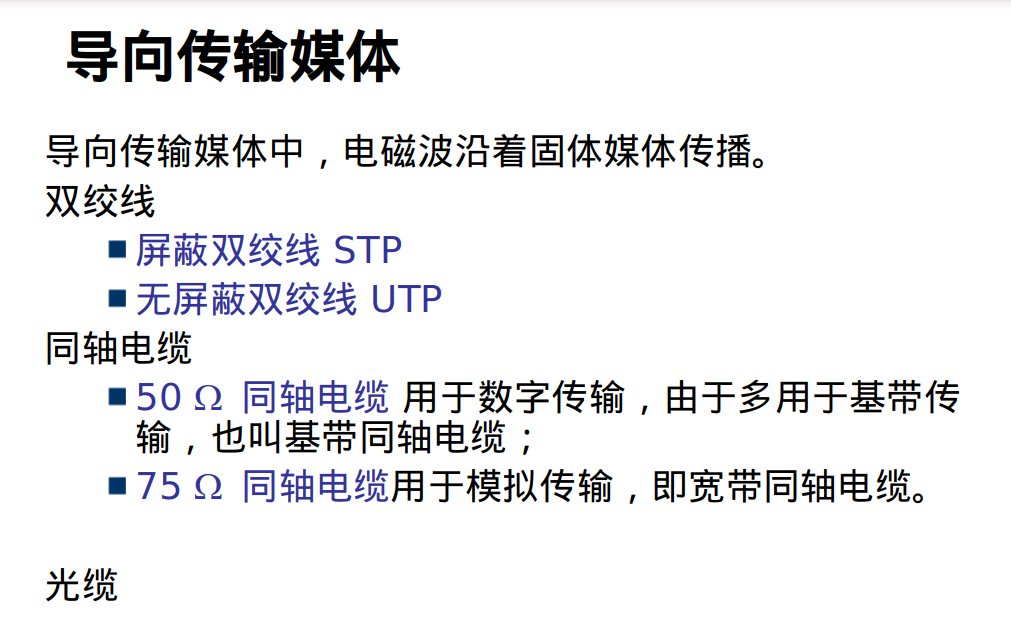 导向传输媒体
导向传输媒体中，电磁波沿着固体媒体传播。
双绞线
■屏蔽双绞线 STP
■无屏蔽双绞线 UTP
同轴电缆
■50 Ω 同轴电缆 用于数字传输，由于多用于基带传
输，也叫基带同轴电缆；
■75 Ω 同轴电缆用于模拟传输，即宽带同轴电缆。
光缆